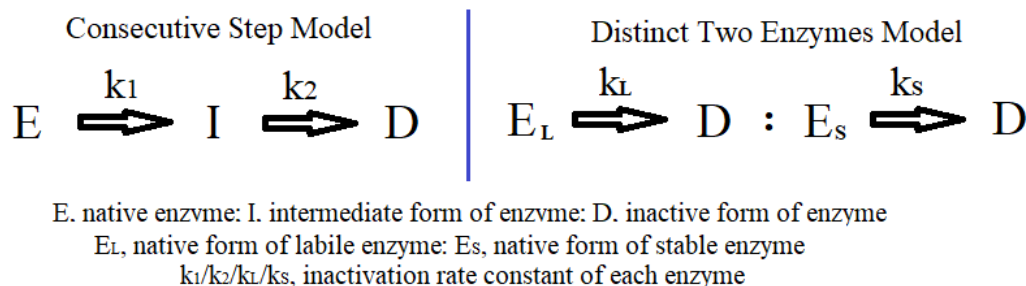 Consecutive Step Model
Distinct Two Enzymes Model
k1 k2
E I D
kL kS
EL D : ES D
E. native enzyme: I. intermediate form of enzyme: D. inactive form of enzyme
EL, native form of labile enzyme: Es, native form of stable enzyme
k1/k2/kL/ks, inactivation rate constant of each enzyme